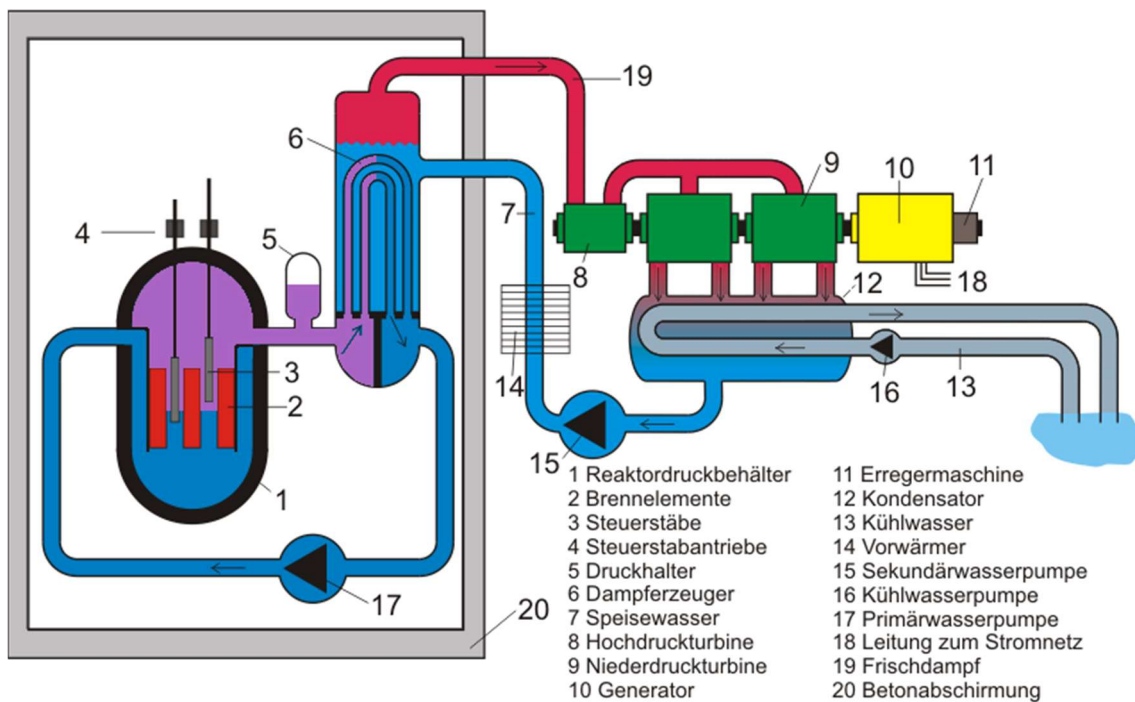 19
6
9
10
11
7
4
5
8
18
12
3
14
16
13
2
15
1
17
20
1 Reaktordruckbehälter
2 Brennelemente
3 Steuerstäbe
4 Steuerstabantriebe
5 Druckhalter
6 Dampferzeuger
7 Speisewasser
8 Hochdruckturbine
9 Niederdruckturbine
10 Generator
11 Erregermaschine
12 Kondensator
13 Kühlwasser
14 Vorwärmer
15 Sekundärwasserpumpe
16 Kühlwasserpumpe
17 Primärwasserpumpe
18 Leitung zum Stromnetz
19 Frischdampf
20 Betonabschirmung